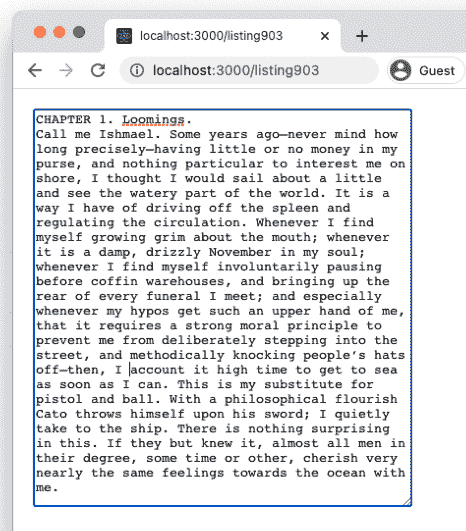 localhost:3000/listing903
localhost:3000/listing903
Guest
CHAPTER 1. Loomings.
Call me Ishmael. Some years ago—never mind how
long precisely—having little or no money in my
purse, and nothing particular to interest me on
shore, I thought I would sail about a little
and see the watery part of the world. It is a
way I have of driving off the spleen and
regulating the circulation. Whenever I find
myself growing grim about the mouth; whenever
it is a damp, drizzly November in my soul;
whenever I find myself involuntarily pausing
before coffin warehouses, and bringing up the
rear of every funeral I meet; and especially
whenever my hypos get such an upper hand of me,
that it requires a strong moral principle to
prevent me from deliberately stepping into the
street, and methodically knocking people’s hats
off—then, I account it high time to get to sea
as soon as I can. This is my substitute for
pistol and ball. With a philosophical flourish
Cato throws himself upon his sword; I quietly
take to the ship. There is nothing surprising
in this. If they but knew it, almost all men in
their degree, some time or other, cherish very
nearly the same feelings towards the ocean with
me.